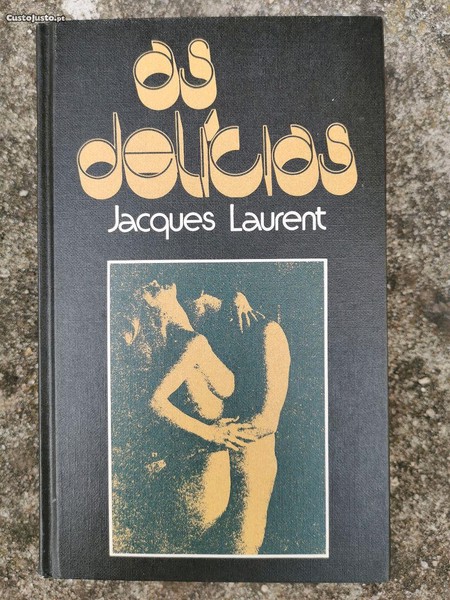 CustoJusto.pt
as
delícias
Jacques Laurent